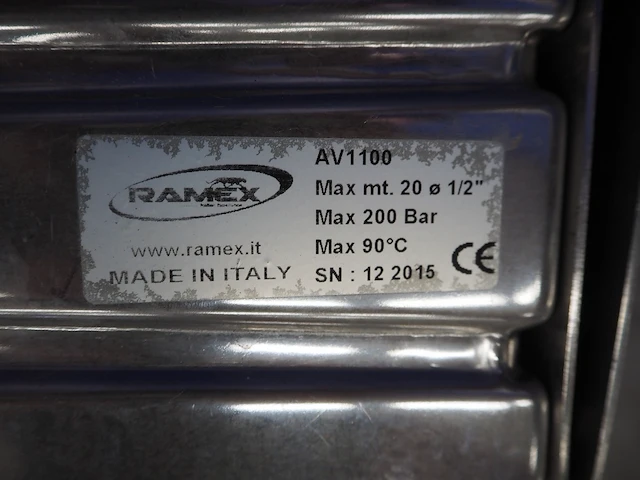 RAMEX
www.ramex.it
MADE IN ITALY
AV1100
Max mt. 20 ø 1/2"
Max 200 Bar
Max 90°C
SN : 12 2015
CE